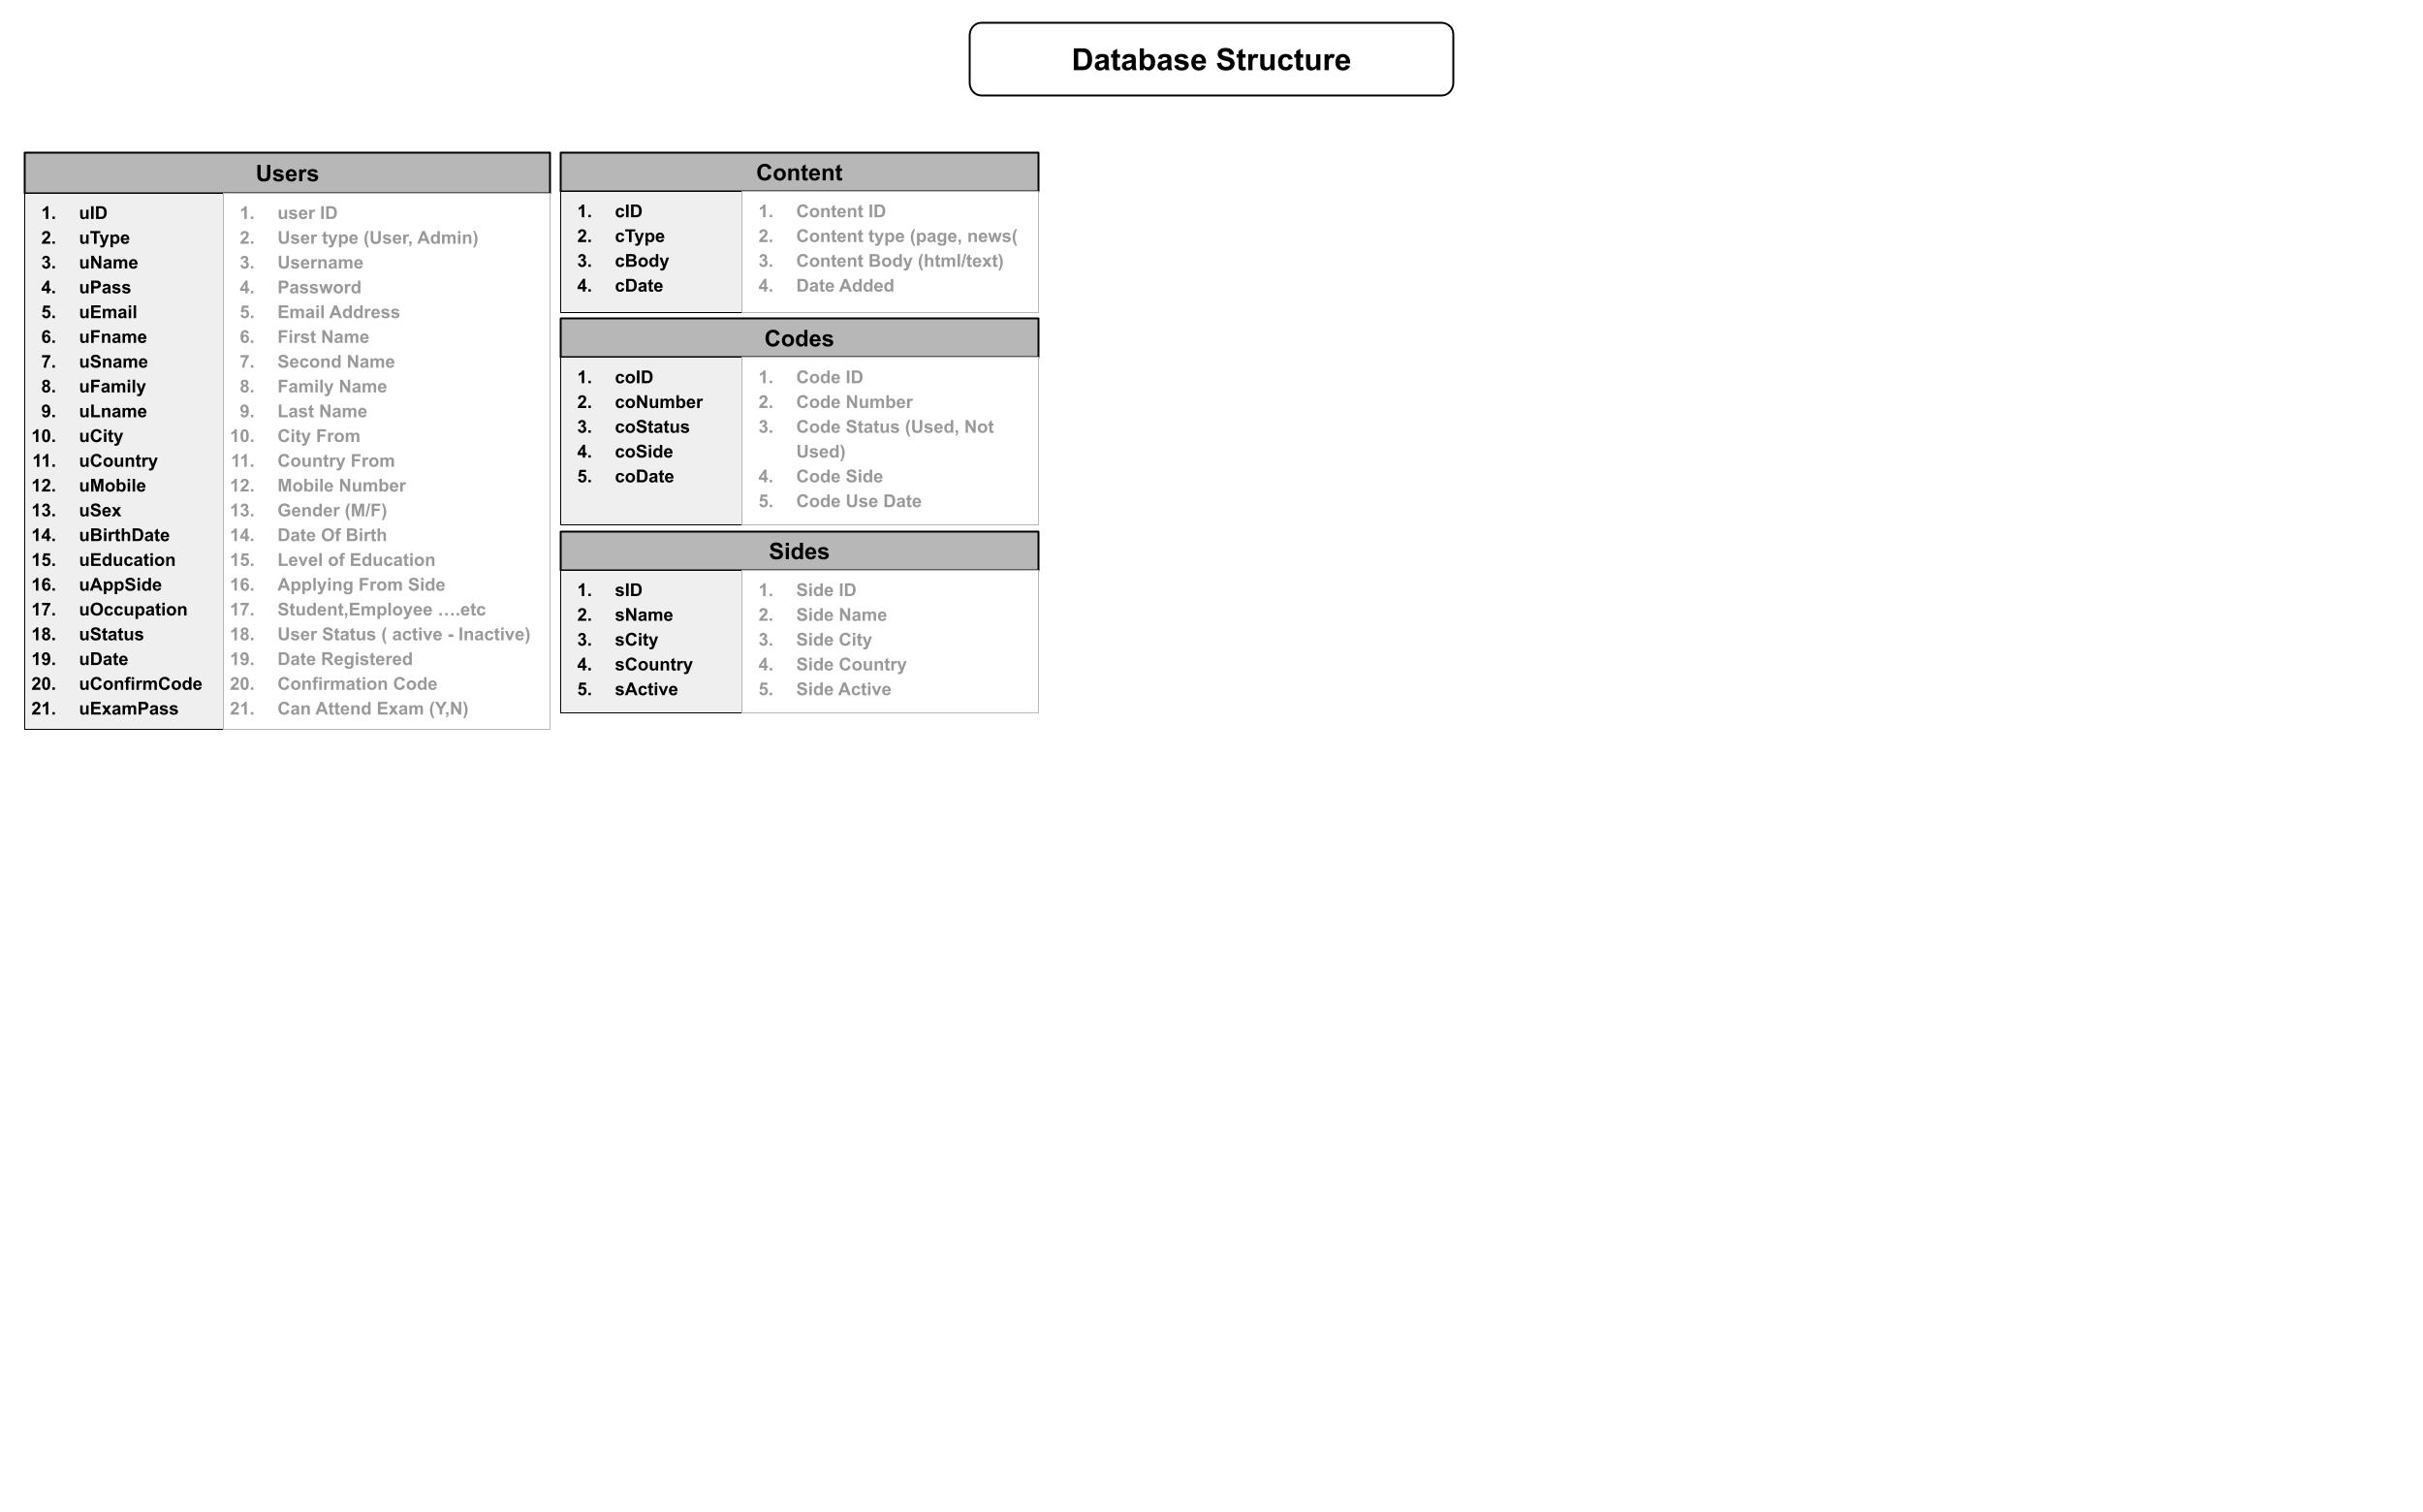 Database Structure
Users
1. uID
2. uType
3. uName
4. uPass
5. uEmail
6. uFname
7. uSname
8. uFamily
9. uLname
10. uCity
11. uCountry
12. uMobile
13. uSex
14. uBirthDate
15. uEducation
16. uAppSide
17. uOccupation
18. uStatus
19. uDate
20. uConfirmCode
21. uExamPass
1. user ID
2. User type (User, Admin)
3. Username
4. Password
5. Email Address
6. First Name
7. Second Name
8. Family Name
9. Last Name
10. City From
11. Country From
12. Mobile Number
13. Gender (M/F)
14. Date Of Birth
15. Level of Education
16. Applying From Side
17. Student,Employee ….etc
18. User Status ( active - Inactive)
19. Date Registered
20. Confirmation Code
21. Can Attend Exam (Y,N)
Content
1. cID
2. cType
3. cBody
4. cDate
1. Content ID
2. Content type (page, news(
3. Content Body (html/text)
4. Date Added
Codes
1. coID
2. coNumber
3. coStatus
4. coSide
5. coDate
1. Code ID
2. Code Number
3. Code Status (Used, Not
Used)
4. Code Side
5. Code Use Date
Sides
1. sID
2. sName
3. sCity
4. sCountry
5. sActive
1. Side ID
2. Side Name
3. Side City
4. Side Country
5. Side Active